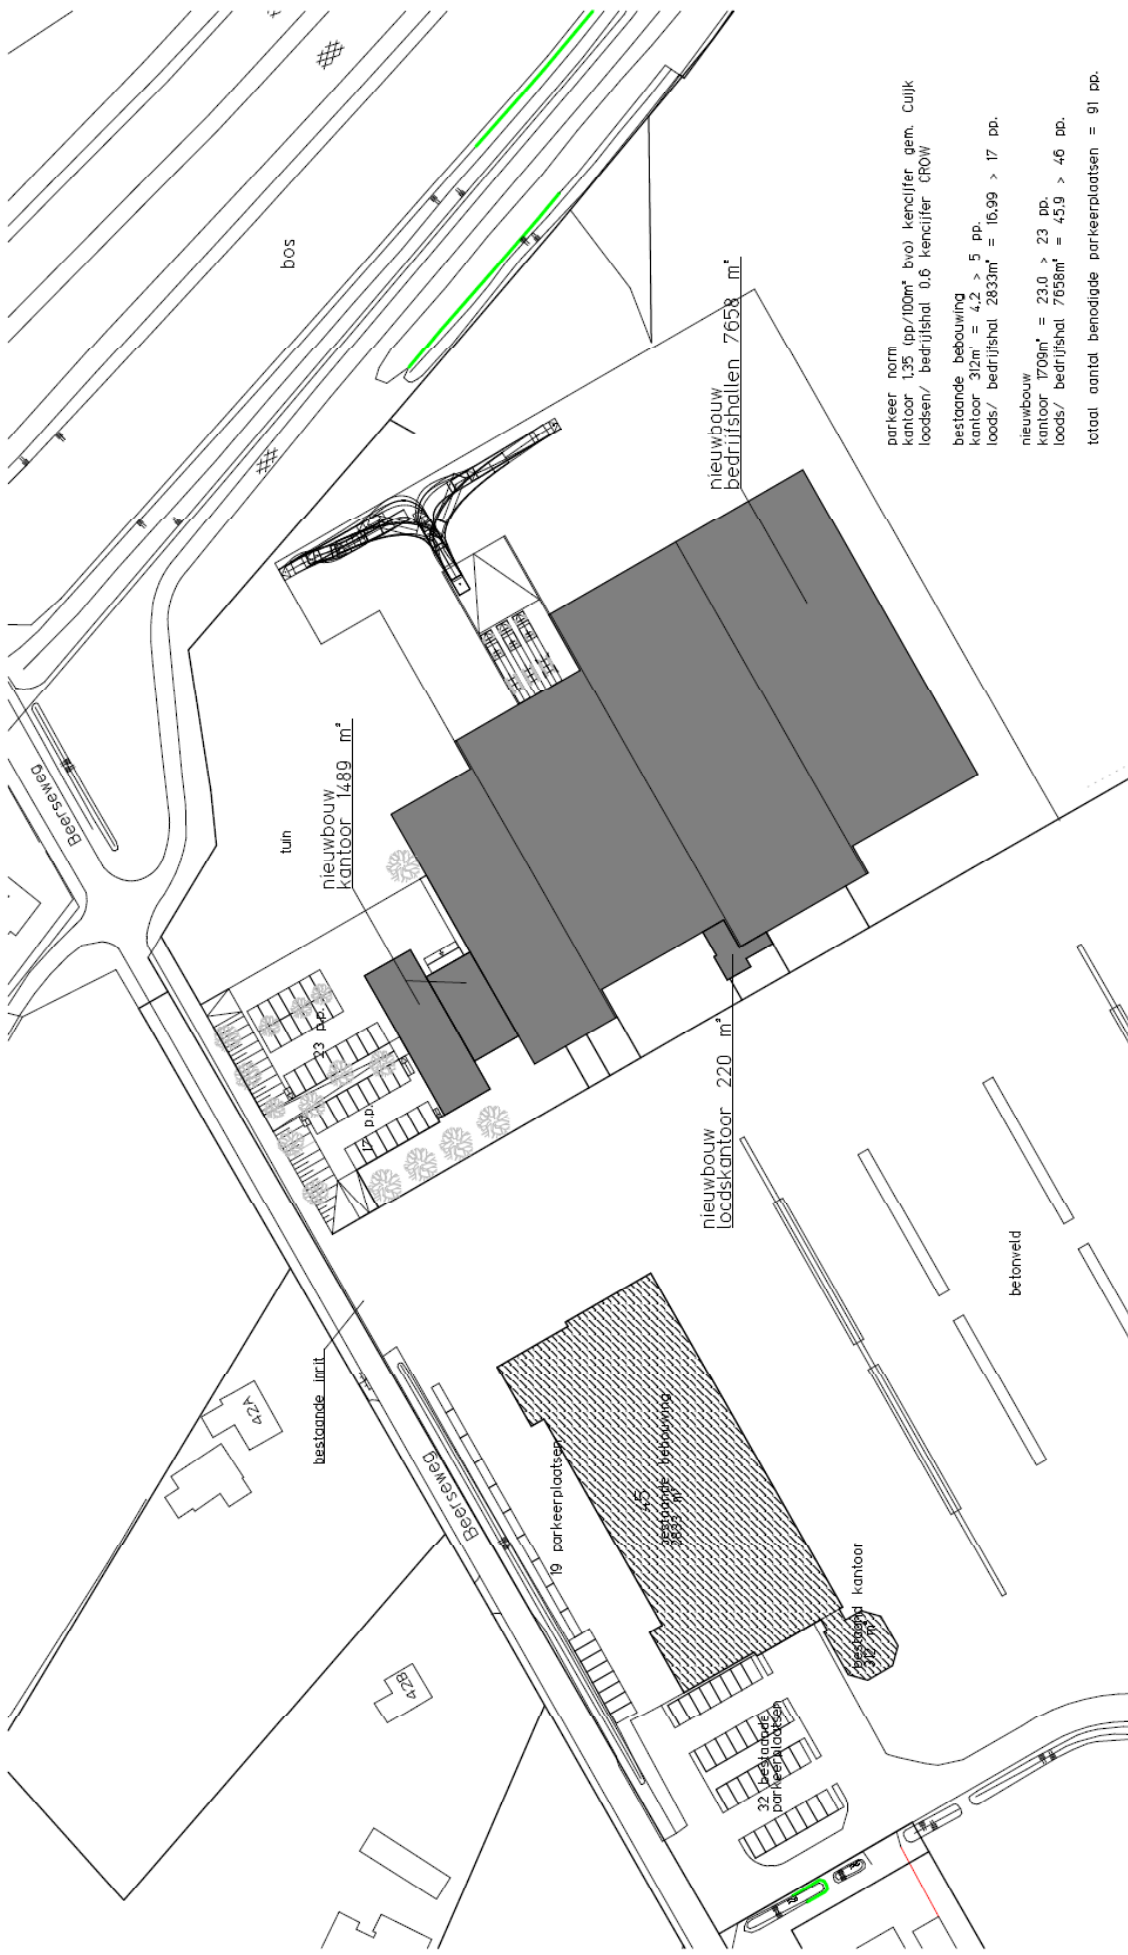 bos
Beerseweg
tuin
nieuwbouw
kantoor 1489 m²
23 p.p.
17 p.p.
nieuwbouw
bedrijfshallen 7658 m²
nieuwbouw
loodskantoor 220 m²
bestaande inrit
Beerseweg
42A
42B
19 parkeerplaatsen
45
bestaande bebouwing
2833 m²
bestaand kantoor
312 m²
32 bestaande
parkeerplaatsen
betonveld
parkeer norm
kantoor 1,35 (pp/100m² bvo) kencijfer gem. Cuijk
loodsen/ bedrijfshal 0.6 kencijfer CROW
bestaande bebouwing
kantoor 312m² = 4.2 > 5 pp.
loods/ bedrijfshal 2833m² = 16.99 > 17 pp.
nieuwbouw
kantoor 1709m² = 23.0 > 23 pp.
loods/ bedrijfshal 7658m² = 45.9 > 46 pp.
totaal aantal benodigde parkeerplaatsen = 91 pp.